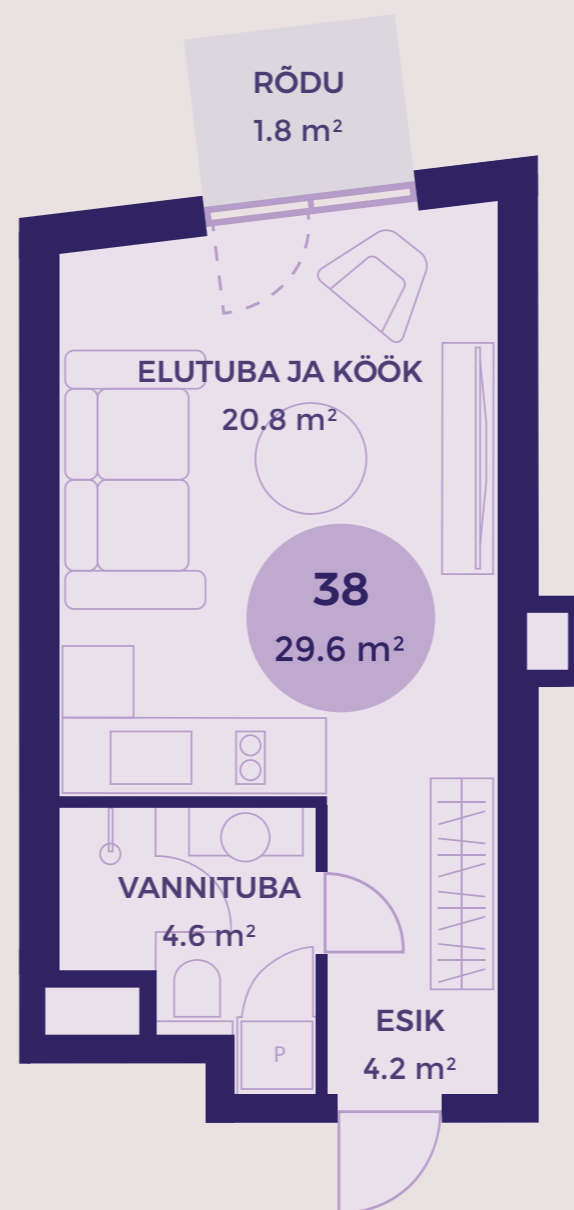 RÕDU
1.8 m²
ELUTUBA JA KÖÖK
20.8 m²
38
29.6 m²
VANNITUBA
4.6 m²
ESIK
4.2 m²
P